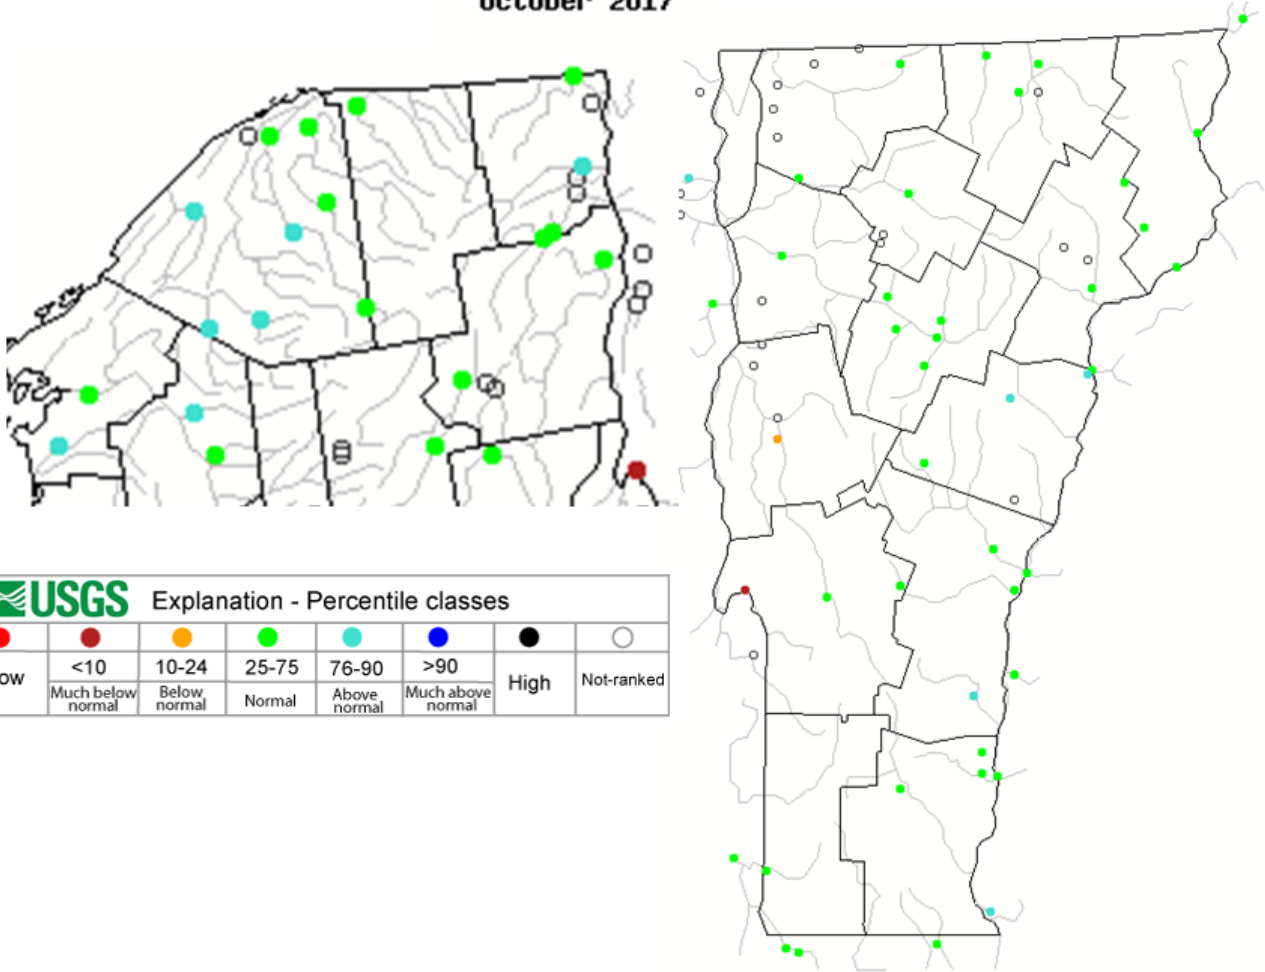 October 2017
USGS Explanation - Percentile classes
<10 10-24 25-75 76-90 >90 High Not-ranked
Much below normal Below normal Normal Above normal Much above normal